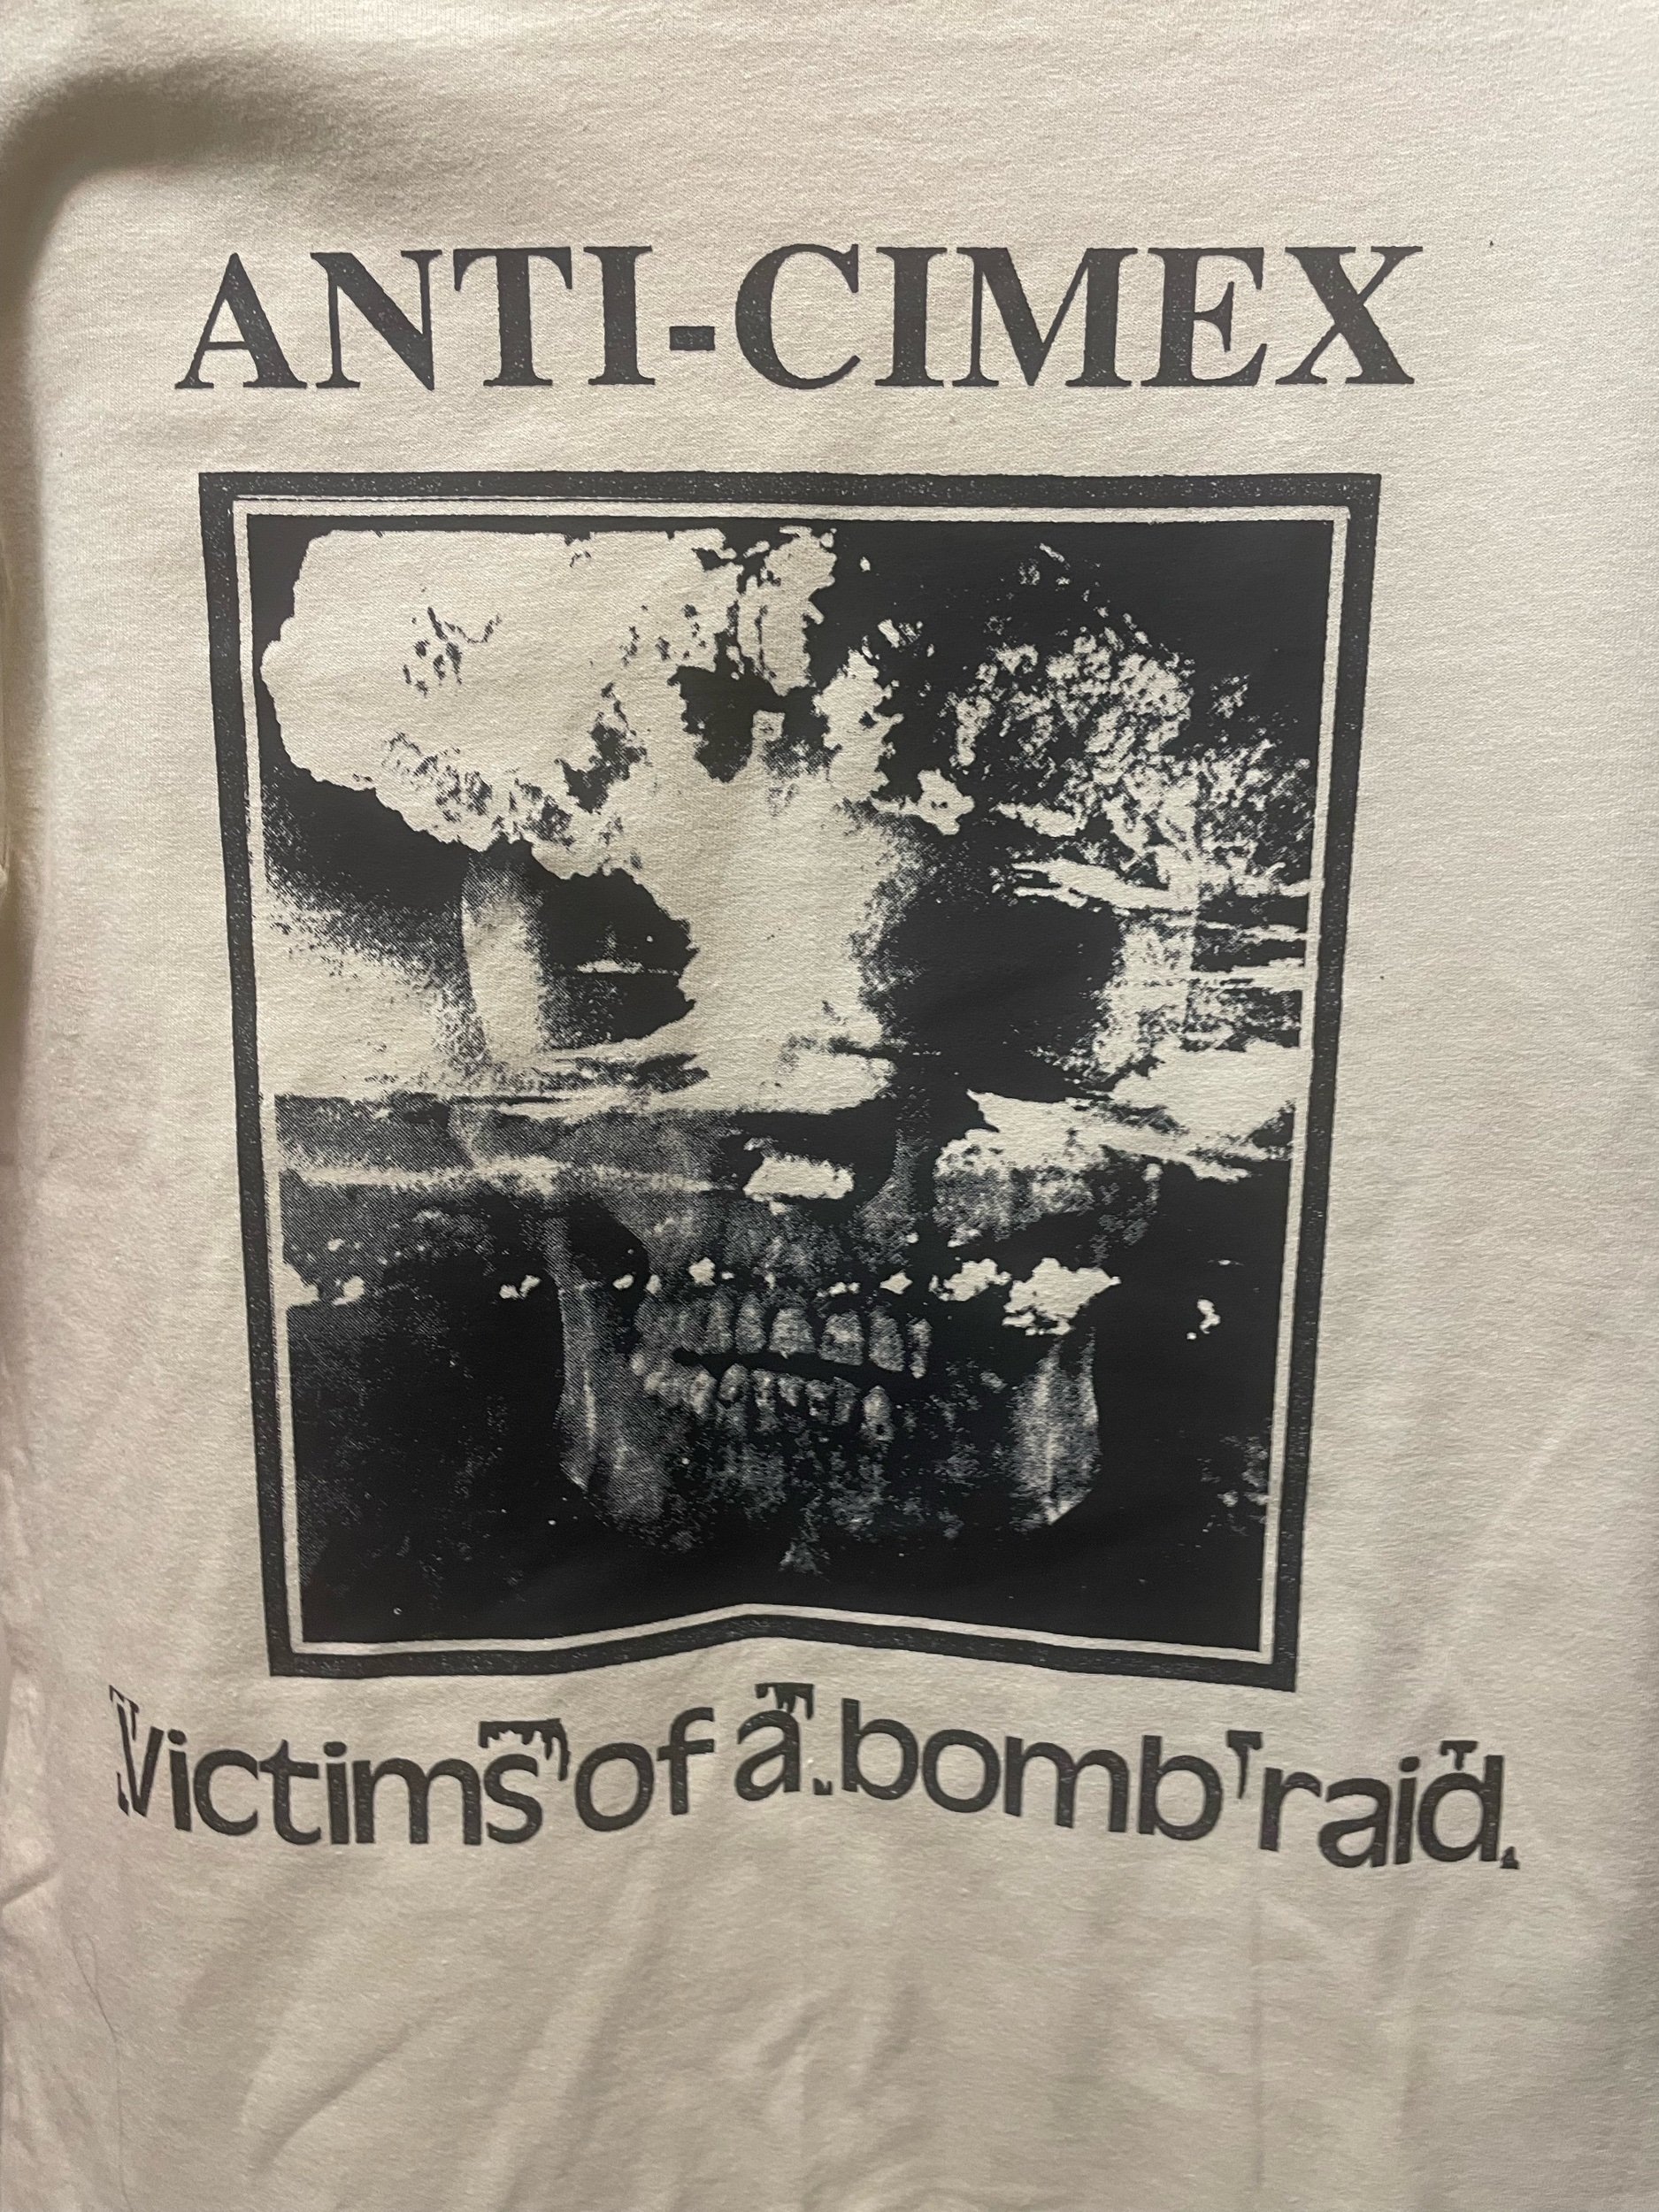 ANTI-CIMEX
Victims of a bomb raid.